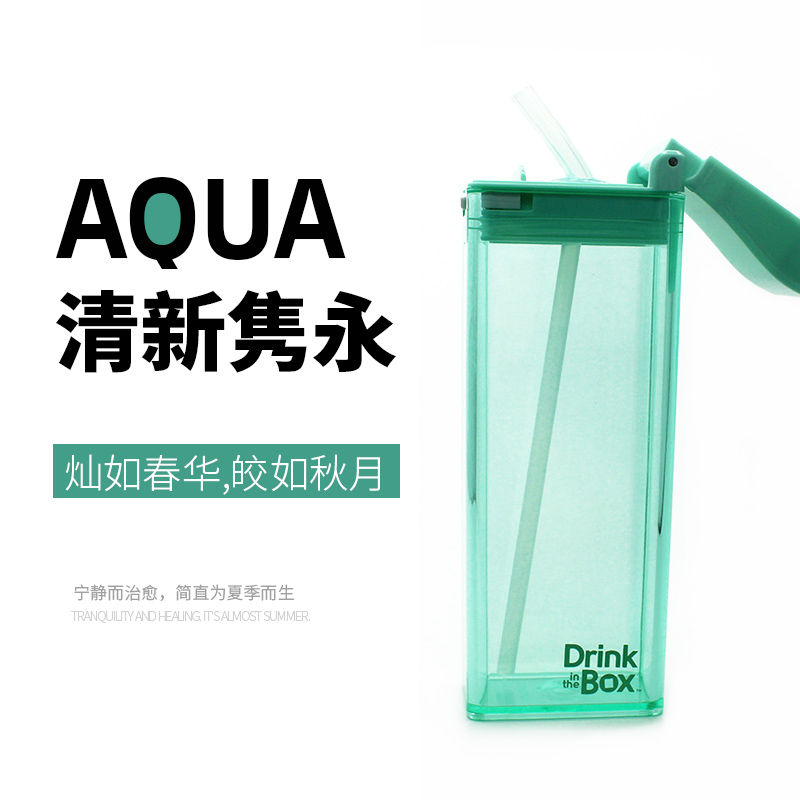 AQUA
清新隽永
灿如春华,皎如秋月
宁静而治愈，简直为夏季而生
TRANQUILITY AND HEALING. IT'S ALMOST SUMMER.
Drink
in the Box™